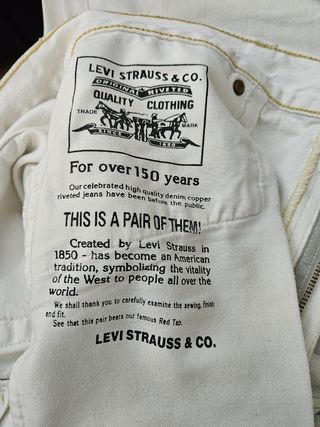 LEVI STRAUSS & CO.
ORIGINAL RIVETED
QUALITY CLOTHING
TRADE MARK
SINCE
For over 150 years
Our celebrated high quality denim copper
riveted jeans have been before the public.
THIS IS A PAIR OF THEM!
Created by Levi Strauss in
1850 - has become an American
tradition, symbolizing the vitality
of the West to people all over the
world.
We shall thank you to carefully examine the sewing, finish
and fit.
See that this pair bears our famous Red Tab.
LEVI STRAUSS & CO.